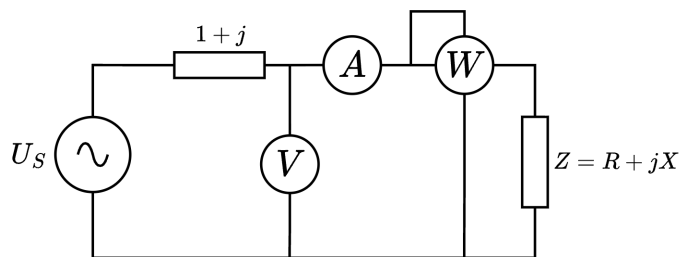 1 + j
A
W
U_S
V
Z = R + jX